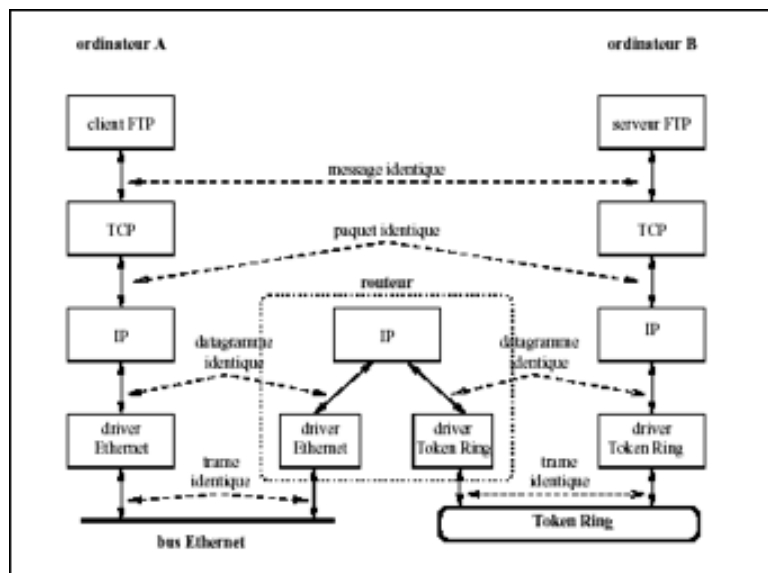 ordinateur A
ordinateur B
client FTP
serveur FTP
message identique
TCP
TCP
paquet identique
routeur
IP
IP
IP
datagramme
identique
datagramme
identique
driver
Ethernet
driver
Ethernet
driver
Token Ring
driver
Token Ring
trame
identique
trame
identique
bus Ethernet
Token Ring